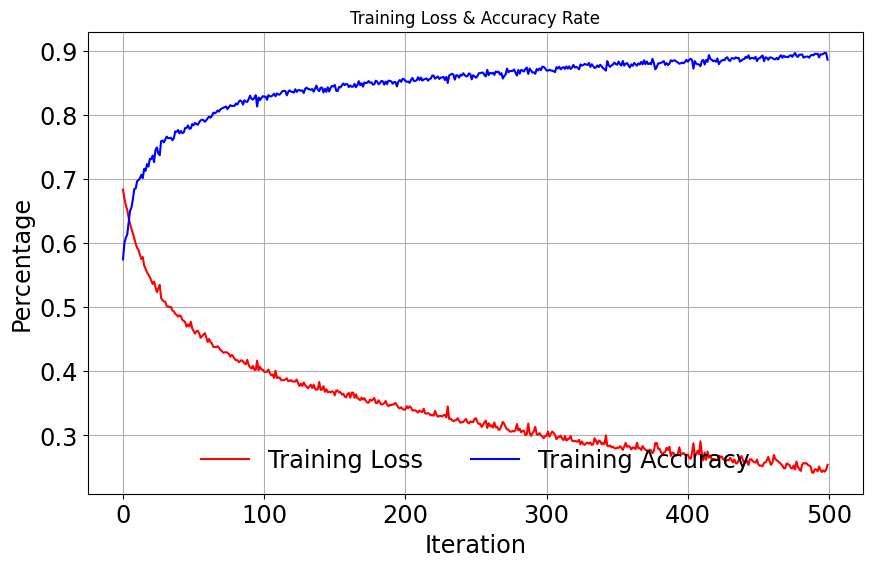 Training Loss & Accuracy Rate
0.9
0.8
0.7
0.6
0.5
0.4
0.3
Percentage
Training Loss Training Accuracy
0 100 200 300 400 500
Iteration